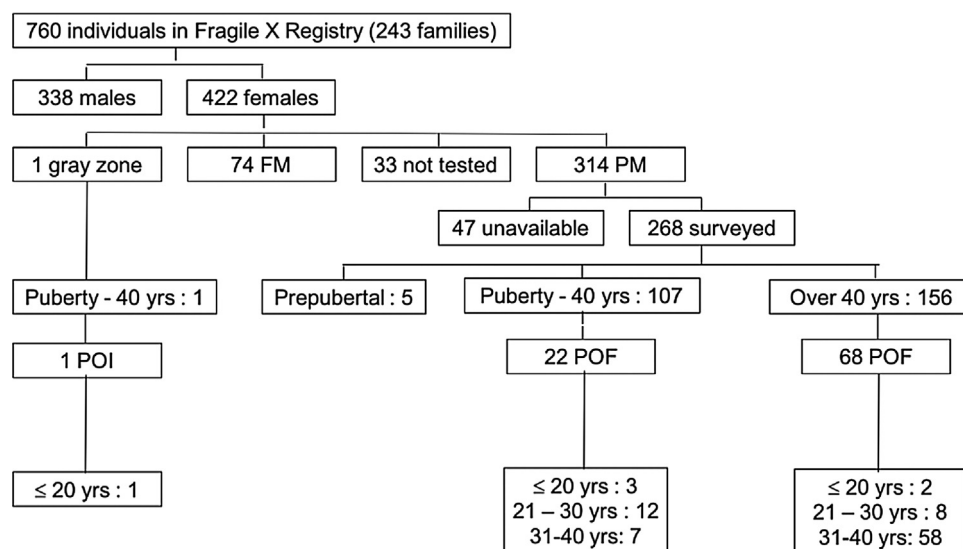 760 individuals in Fragile X Registry (243 families)
338 males
422 females
1 gray zone
74 FM
33 not tested
314 PM
47 unavailable
268 surveyed
Puberty - 40 yrs : 1
Prepubertal : 5
Puberty - 40 yrs : 107
Over 40 yrs : 156
1 POI
22 POF
68 POF
≤ 20 yrs : 1
≤ 20 yrs : 3
21 – 30 yrs : 12
31-40 yrs : 7
≤ 20 yrs : 2
21 – 30 yrs : 8
31-40 yrs: 58